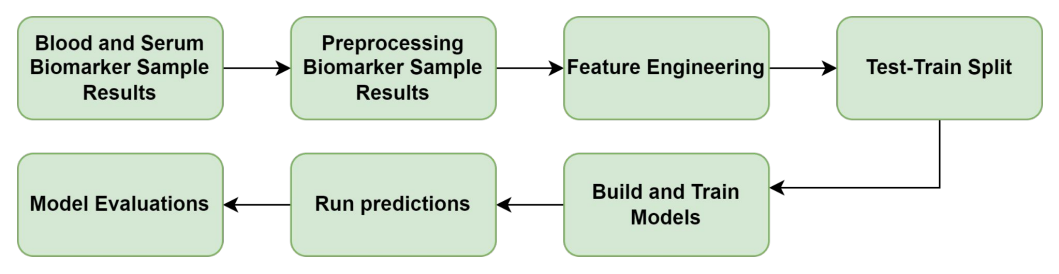 Blood and Serum
Biomarker Sample
Results
Preprocessing
Biomarker Sample
Results
Feature Engineering
Test-Train Split
Build and Train
Models
Run predictions
Model Evaluations